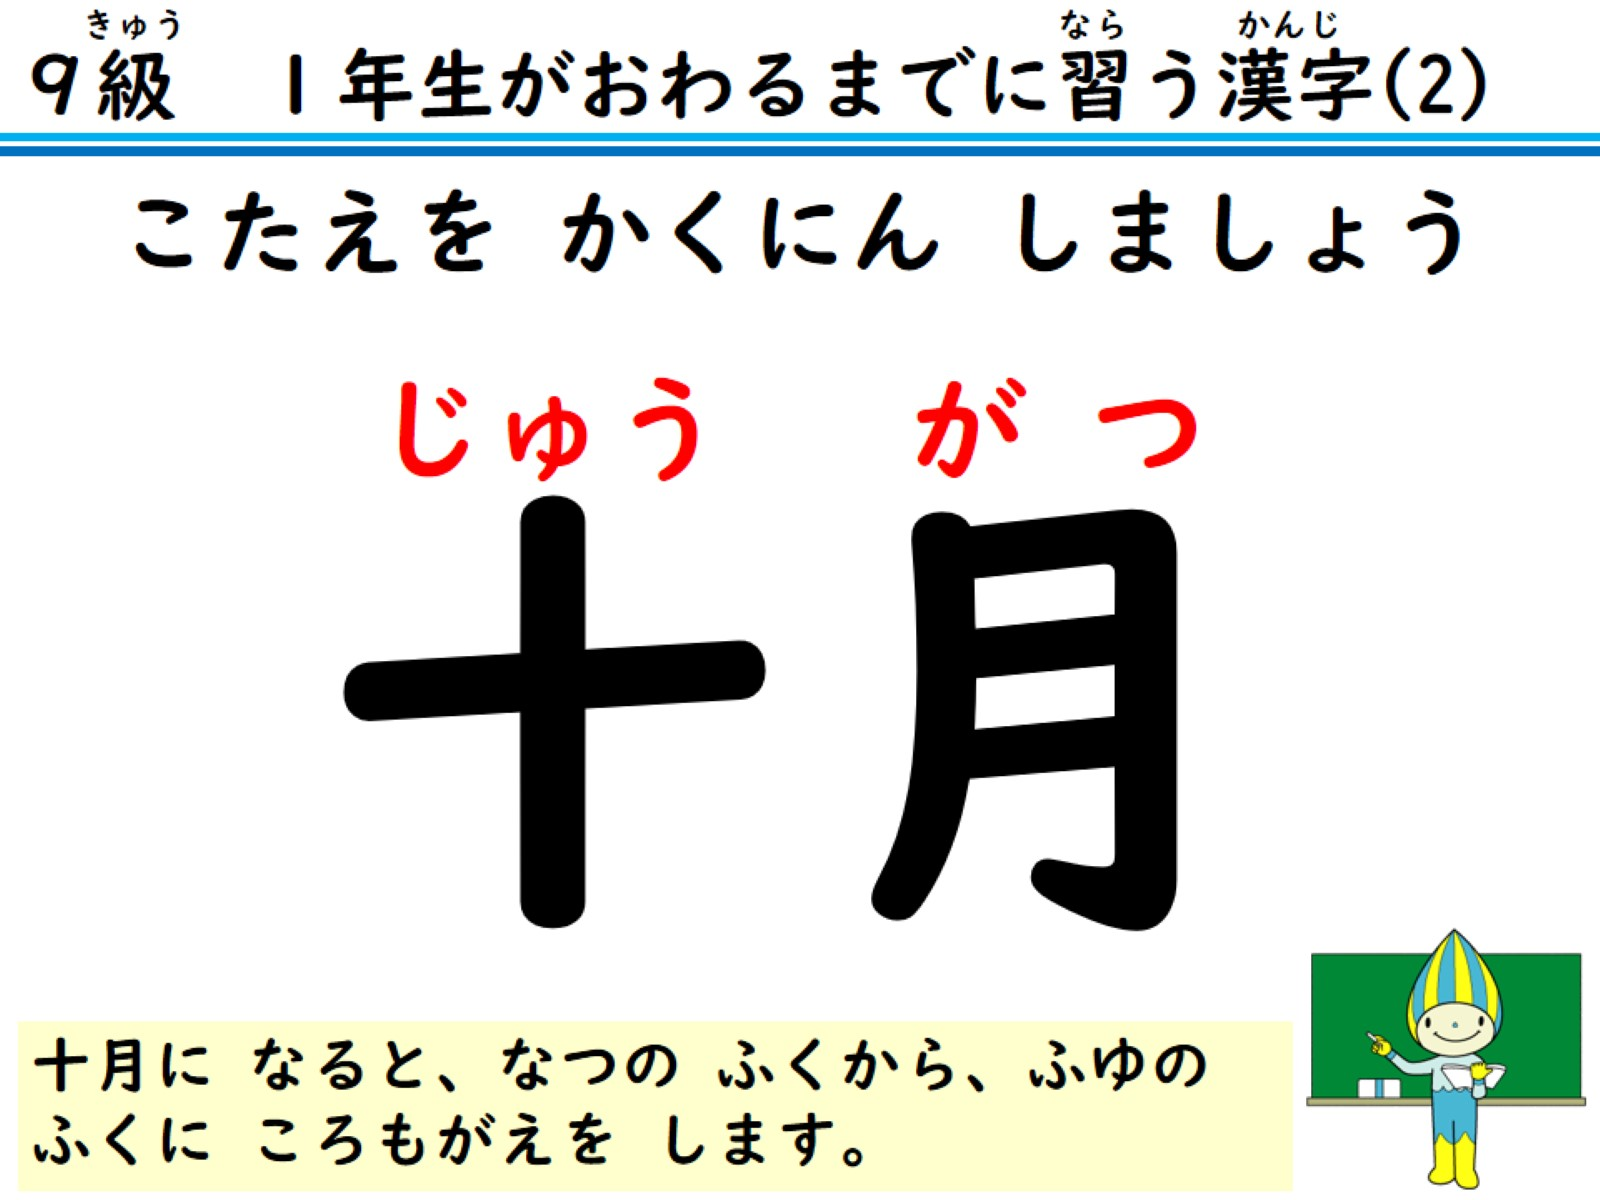 きゅう なら かんじ
9級 1年生がおわるまでに習う漢字(2)
こたえを かくにん しましょう
じゅう がつ
十月
十月に なると、なつの ふくから、ふゆの
ふくに ころもがえを します。